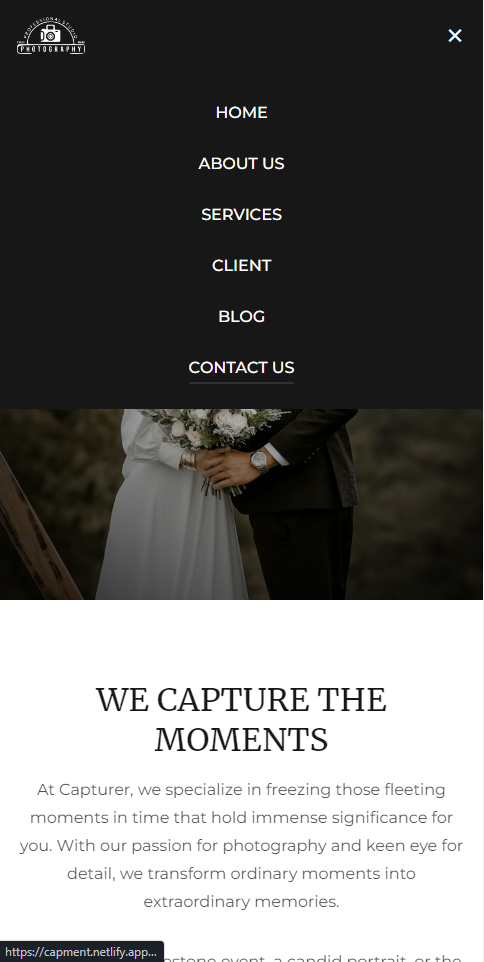 PROFESSIONAL STUDIO
PHOTOGRAPHY
HOME
ABOUT US
SERVICES
CLIENT
BLOG
CONTACT US
WE CAPTURE THE
MOMENTS
At Capturer, we specialize in freezing those fleeting
moments in time that hold immense significance for
you. With our passion for photography and keen eye for
detail, we transform ordinary moments into
extraordinary memories.
https://capment.netlify.app...
estone event, a candid portrait, or the